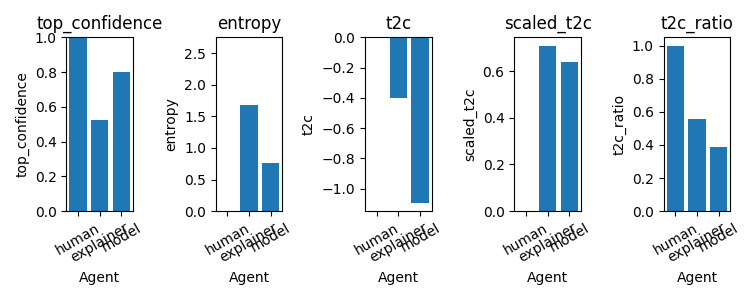 top_confidence
entropy
t2c
scaled_t2c
t2c_ratio
top_confidence
1.0
0.8
0.6
0.4
0.2
0.0
human
explainer
model
Agent
entropy
2.5
2.0
1.5
1.0
0.5
0.0
human
explainer
model
Agent
t2c
0.0
−0.2
−0.4
−0.6
−0.8
−1.0
human
explainer
model
Agent
scaled_t2c
0.6
0.4
0.2
0.0
human
explainer
model
Agent
t2c_ratio
1.0
0.8
0.6
0.4
0.2
0.0
human
explainer
model
Agent